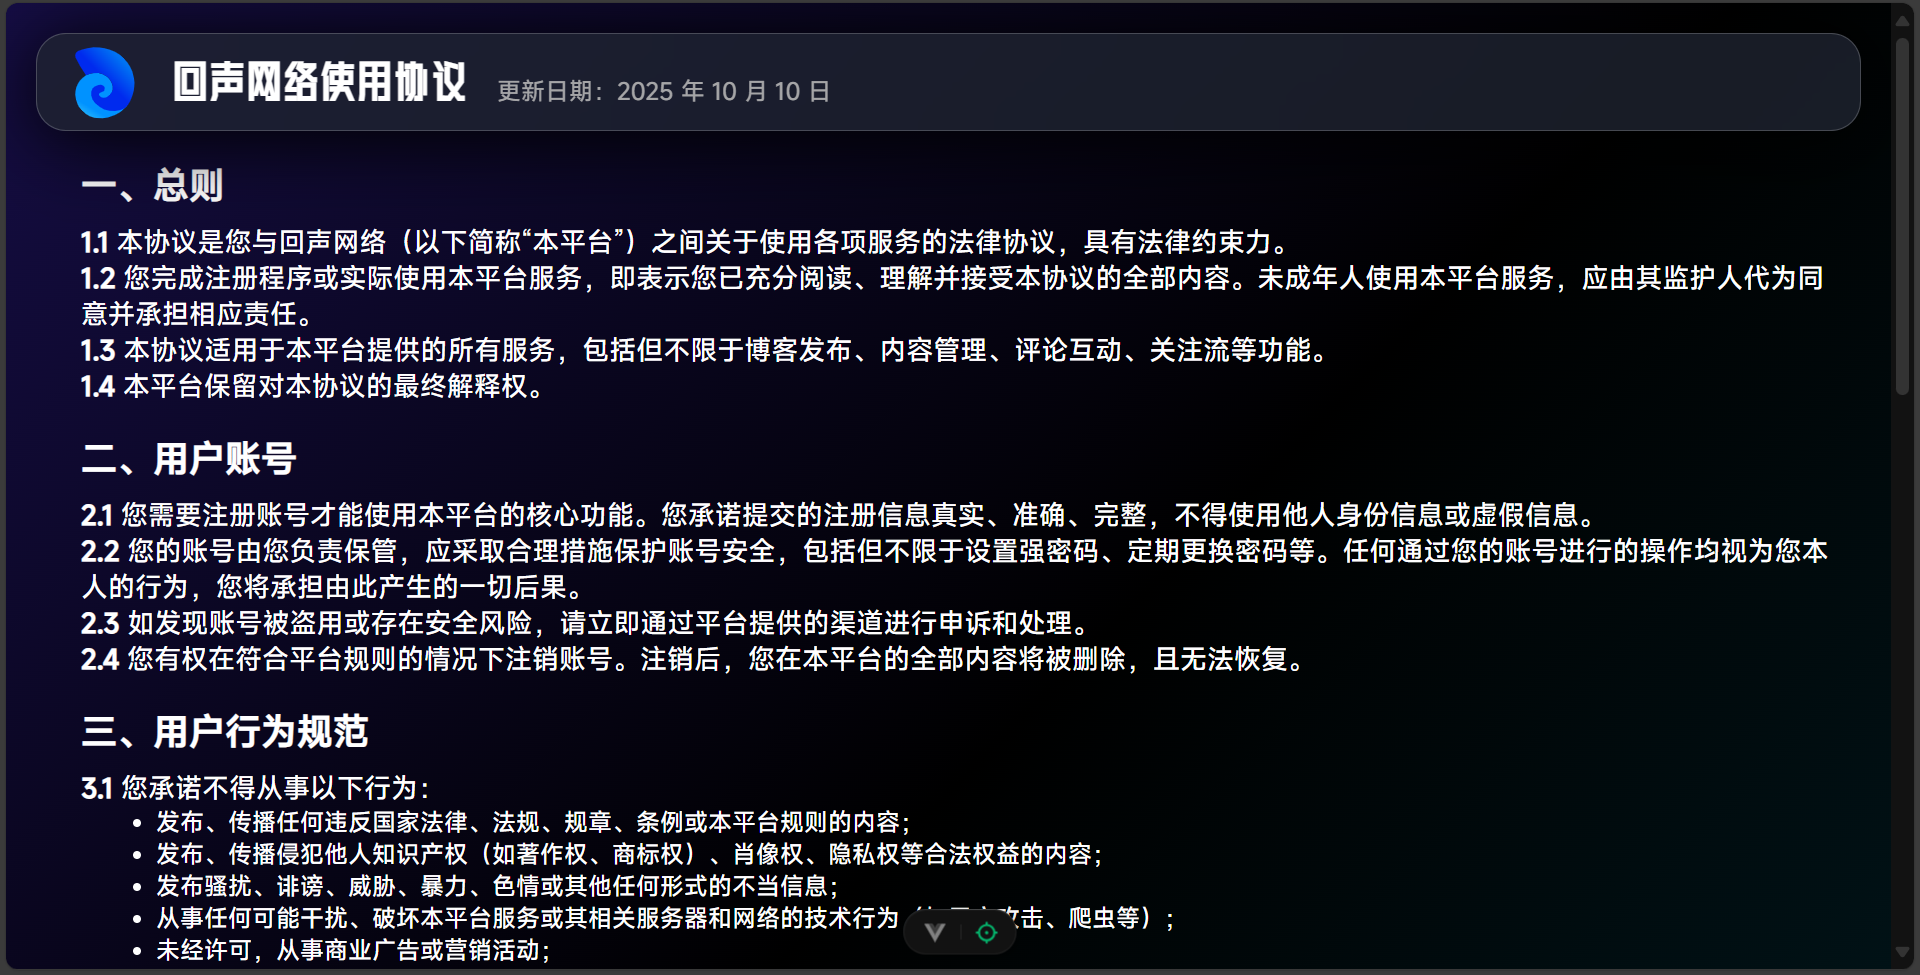 回声网络使用协议 更新日期：2025 年 10 月 10 日
一、总则
1.1 本协议是您与回声网络（以下简称“本平台”）之间关于使用各项服务的法律协议，具有法律约束力。
1.2 您完成注册程序或实际使用本平台服务，即表示您已充分阅读、理解并接受本协议的全部内容。未成年人使用本平台服务，应由其监护人代为同
意并承担相应责任。
1.3 本协议适用于本平台提供的所有服务，包括但不限于博客发布、内容管理、评论互动、关注流等功能。
1.4 本平台保留对本协议的最终解释权。
二、用户账号
2.1 您需要注册账号才能使用本平台的核心功能。您承诺提交的注册信息真实、准确、完整，不得使用他人身份信息或虚假信息。
2.2 您的账号由您负责保管，应采取合理措施保护账号安全，包括但不限于设置强密码、定期更换密码等。任何通过您的账号进行的操作均视为您本
人的行为，您将承担由此产生的一切后果。
2.3 如发现账号被盗用或存在安全风险，请立即通过平台提供的渠道进行申诉和处理。
2.4 您有权在符合平台规则的情况下注销账号。注销后，您在本平台的全部内容将被删除，且无法恢复。
三、用户行为规范
3.1 您承诺不得从事以下行为：
• 发布、传播任何违反国家法律、法规、规章、条例或本平台规则的内容；
• 发布、传播侵犯他人知识产权（如著作权、商标权）、肖像权、隐私权等合法权益的内容；
• 发布骚扰、诽谤、威胁、暴力、色情或其他任何形式的不当信息；
• 从事任何可能干扰、破坏本平台服务或其相关服务器和网络的技术行为（ 攻击、爬虫等）；
• 未经许可，从事商业广告或营销活动；